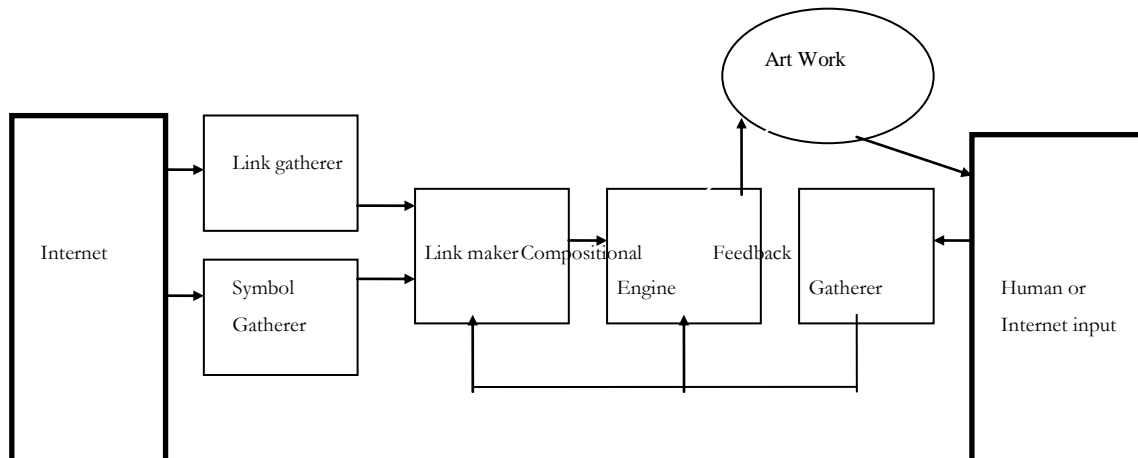 Art Work
Link gatherer
Internet
Link maker
Compositional
Feedback
Symbol
Engine
Gatherer
Human or
Gatherer
Internet input